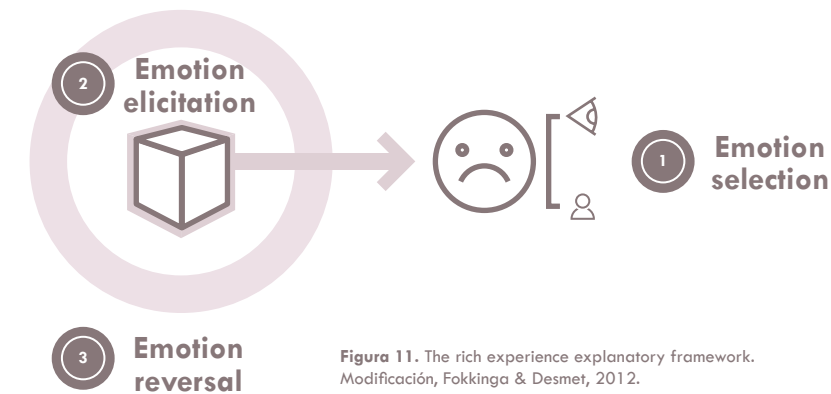 2
Emotion
elicitation
1
Emotion
selection
3
Emotion
reversal
Figura 11. The rich experience explanatory framework.
Modificación, Fokkinga & Desmet, 2012.